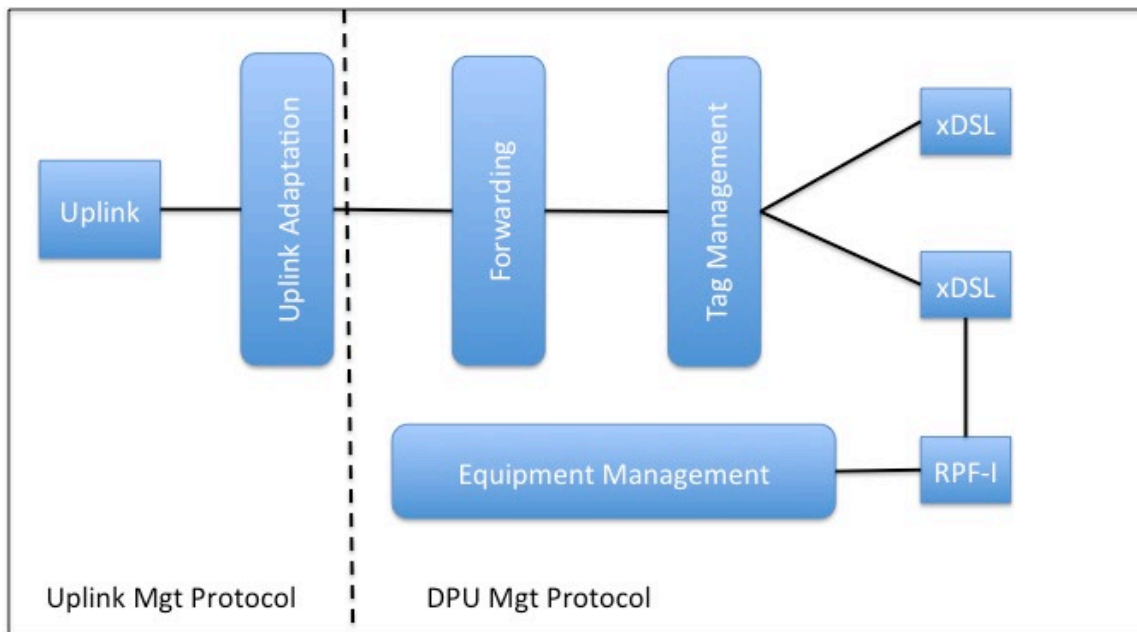 Uplink
Uplink Adaptation
Forwarding
Tag Management
xDSL
xDSL
Equipment Management
RPF-I
Uplink Mgt Protocol
DPU Mgt Protocol